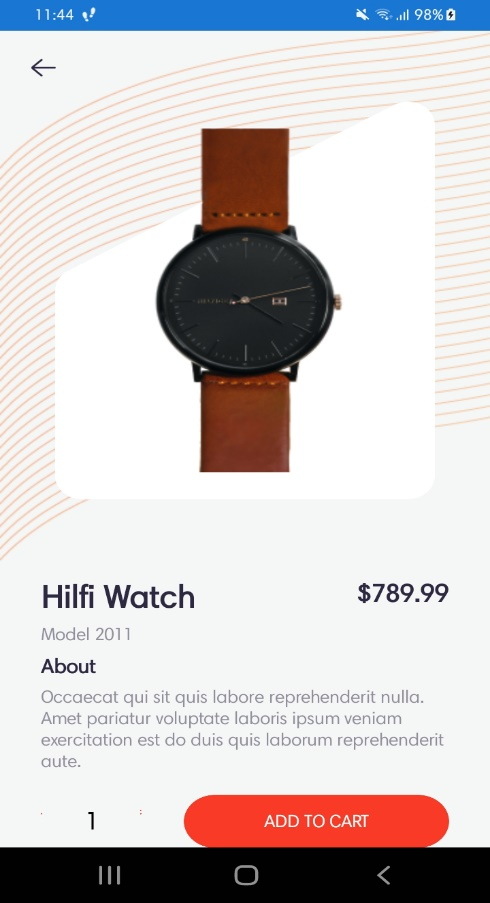 11:44
98%
Hilfi Watch
$789.99
Model 2011
About
Occaecat qui sit quis labore reprehenderit nulla.
Amet pariatur voluptate laboris ipsum veniam
exercitation est do duis quis laborum reprehenderit
aute.
1
ADD TO CART